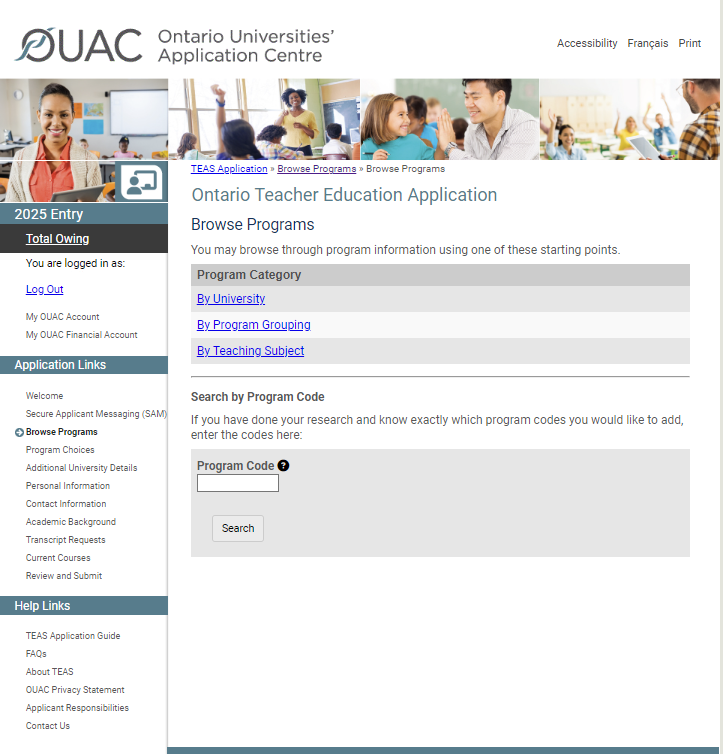 OUAC Ontario Universities'
Application Centre
Accessibility Français Print
2025 Entry
Total Owing
You are logged in as:
Log Out
My OUAC Account
My OUAC Financial Account
Application Links
Welcome
Secure Applicant Messaging (SAM)
Browse Programs
Program Choices
Additional University Details
Personal Information
Contact Information
Academic Background
Transcript Requests
Current Courses
Review and Submit
Help Links
TEAS Application Guide
FAQs
About TEAS
OUAC Privacy Statement
Applicant Responsibilities
Contact Us
TEAS Application » Browse Programs » Browse Programs
Ontario Teacher Education Application
Browse Programs
You may browse through program information using one of these starting points.
Program Category
By University
By Program Grouping
By Teaching Subject
Search by Program Code
If you have done your research and know exactly which program codes you would like to add,
enter the codes here:
Program Code ?
Search